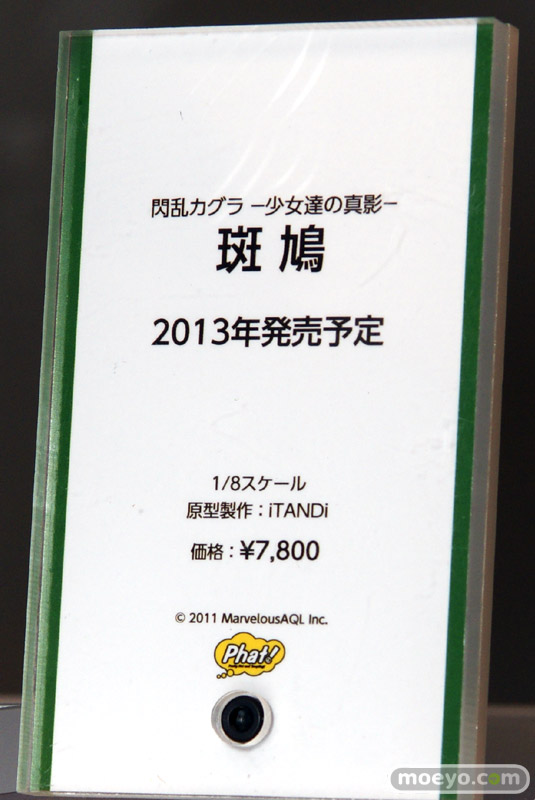 閃乱カグラ −少女達の真影−
斑鳩
2013年発売予定
1/8スケール
原型製作：iTANDi
価格：¥7,800
© 2011 MarvelousAQL Inc.
Phat!
moeyo.com